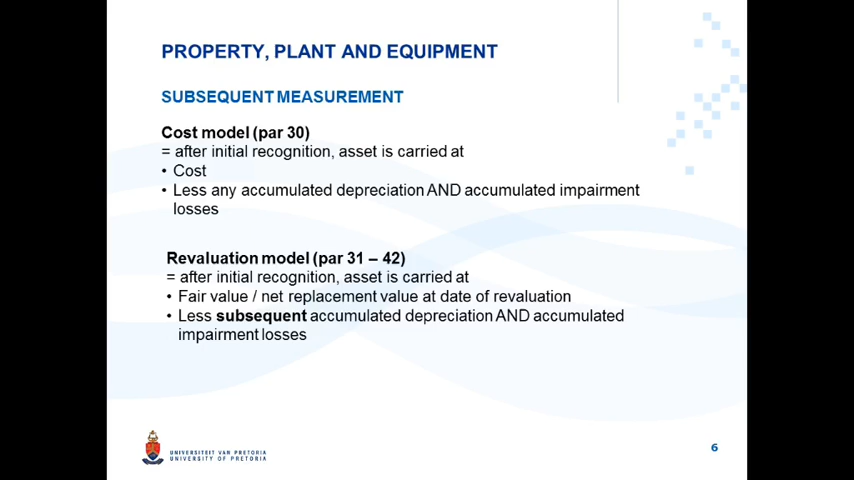 PROPERTY, PLANT AND EQUIPMENT
SUBSEQUENT MEASUREMENT
Cost model (par 30)
= after initial recognition, asset is carried at
• Cost
• Less any accumulated depreciation AND accumulated impairment
losses
Revaluation model (par 31 – 42)
= after initial recognition, asset is carried at
• Fair value / net replacement value at date of revaluation
• Less subsequent accumulated depreciation AND accumulated
impairment losses
UNIVERSITEIT VAN PRETORIA
UNIVERSITY OF PRETORIA
6